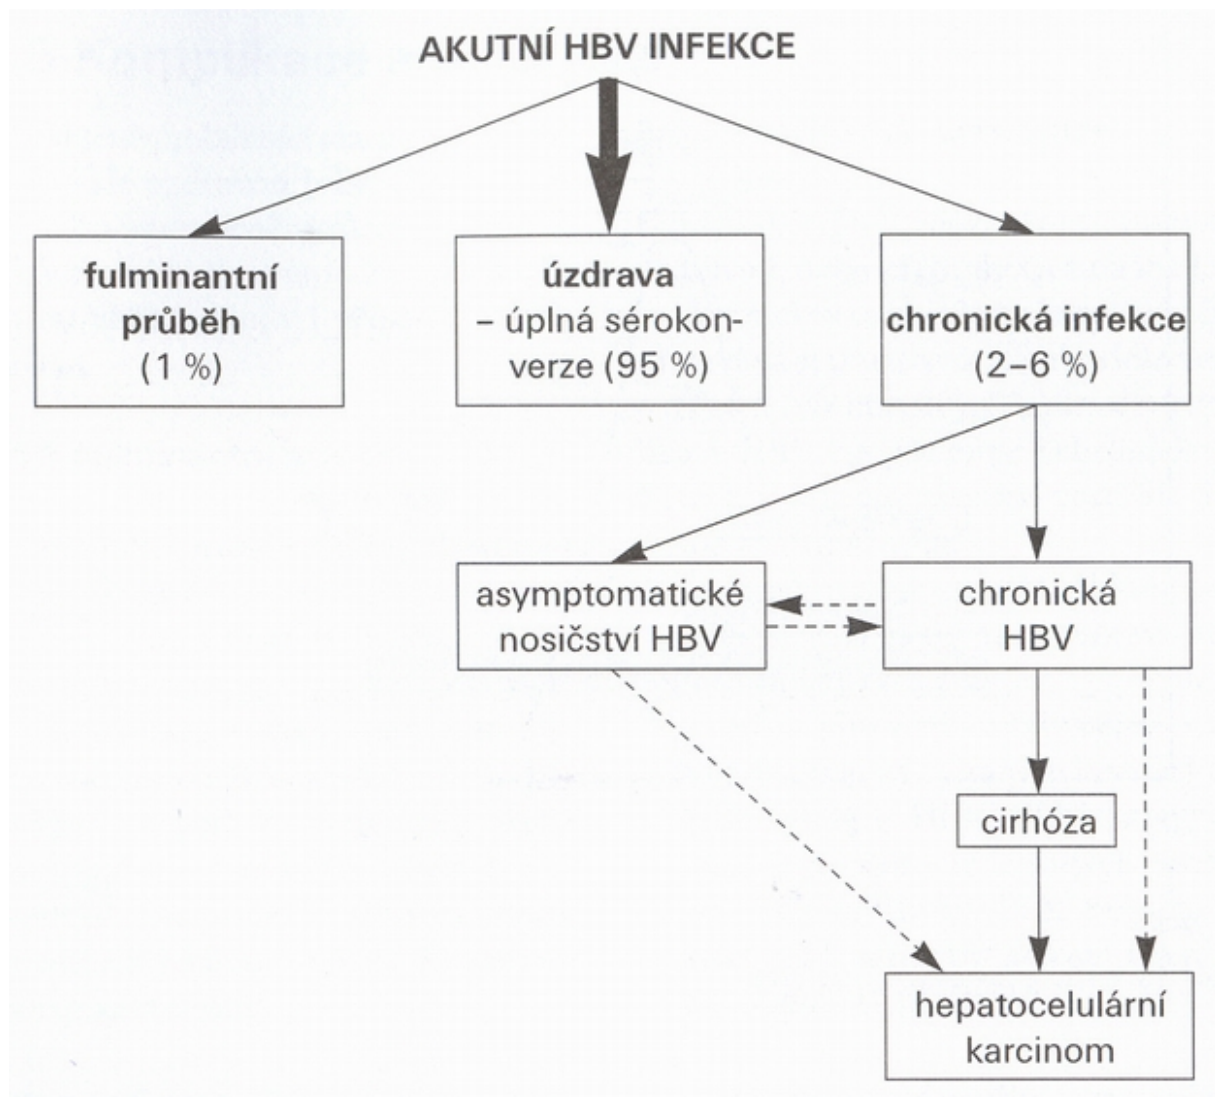 AKUTNÍ HBV INFEKCE
fulminantní
průběh
(1 %)
úzdrava
– úplná sérokon-
verze (95 %)
chronická infekce
(2–6 %)
asymptomatické
nosičství HBV
chronická
HBV
cirhóza
hepatocelulární
karcinom